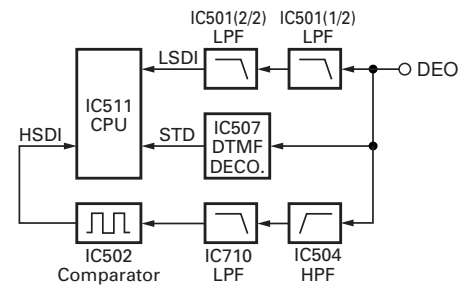 IC501(2/2)
LPF
IC501(1/2)
LPF
LSDI
DEO
IC511
CPU
IC507
DTMF
DECO.
HSDI
STD
IC502
Comparator
IC710
LPF
IC504
HPF